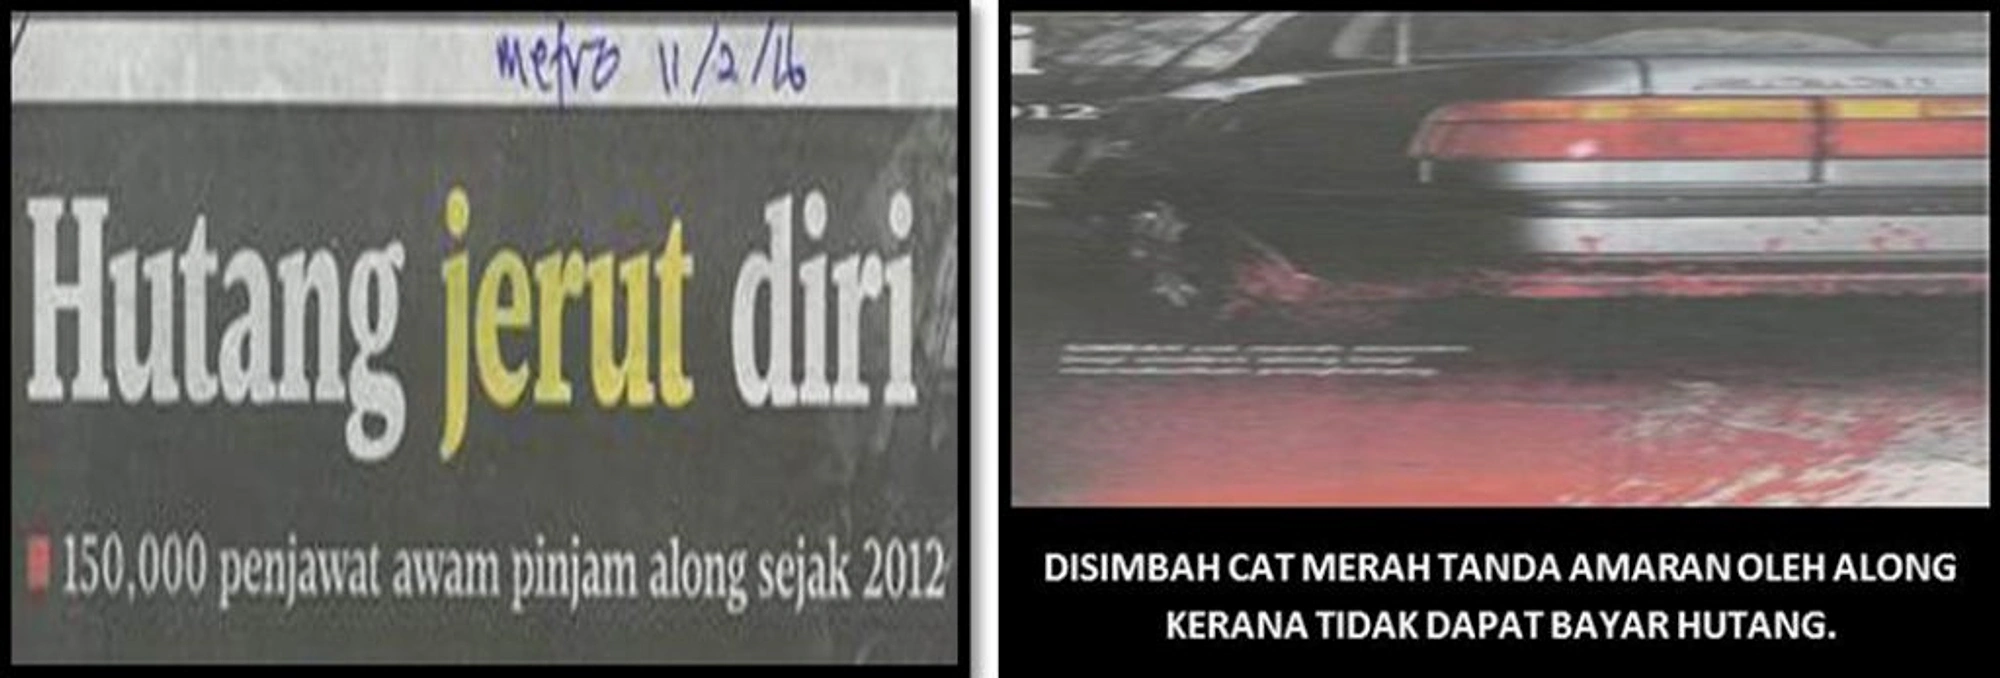 metro 11/2/16
Hutang jerut diri
150,000 penjawat awam pinjam along sejak 2012
i
012
DISIMBAH CAT MERAH TANDA AMARAN OLEH ALONG
KERANA TIDAK DAPAT BAYAR HUTANG.